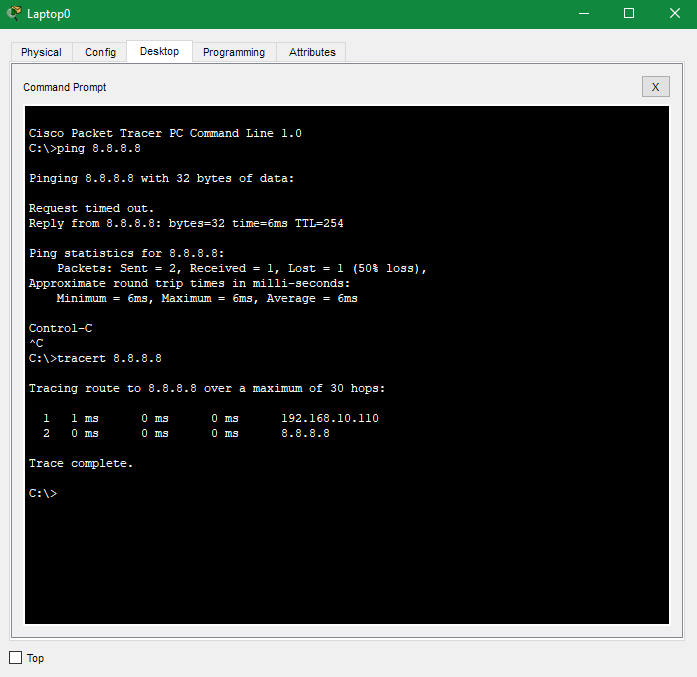 Laptop0
Physical Config Desktop Programming Attributes
Command Prompt X
Cisco Packet Tracer PC Command Line 1.0
C:\>ping 8.8.8.8
Pinging 8.8.8.8 with 32 bytes of data:
Request timed out.
Reply from 8.8.8.8: bytes=32 time=6ms TTL=254
Ping statistics for 8.8.8.8:
Packets: Sent = 2, Received = 1, Lost = 1 (50% loss),
Approximate round trip times in milli-seconds:
Minimum = 6ms, Maximum = 6ms, Average = 6ms
Control-C
^C
C:\>tracert 8.8.8.8
Tracing route to 8.8.8.8 over a maximum of 30 hops:
1 1 ms 0 ms 0 ms 192.168.10.110
2 0 ms 0 ms 0 ms 8.8.8.8
Trace complete.
C:\>
Top